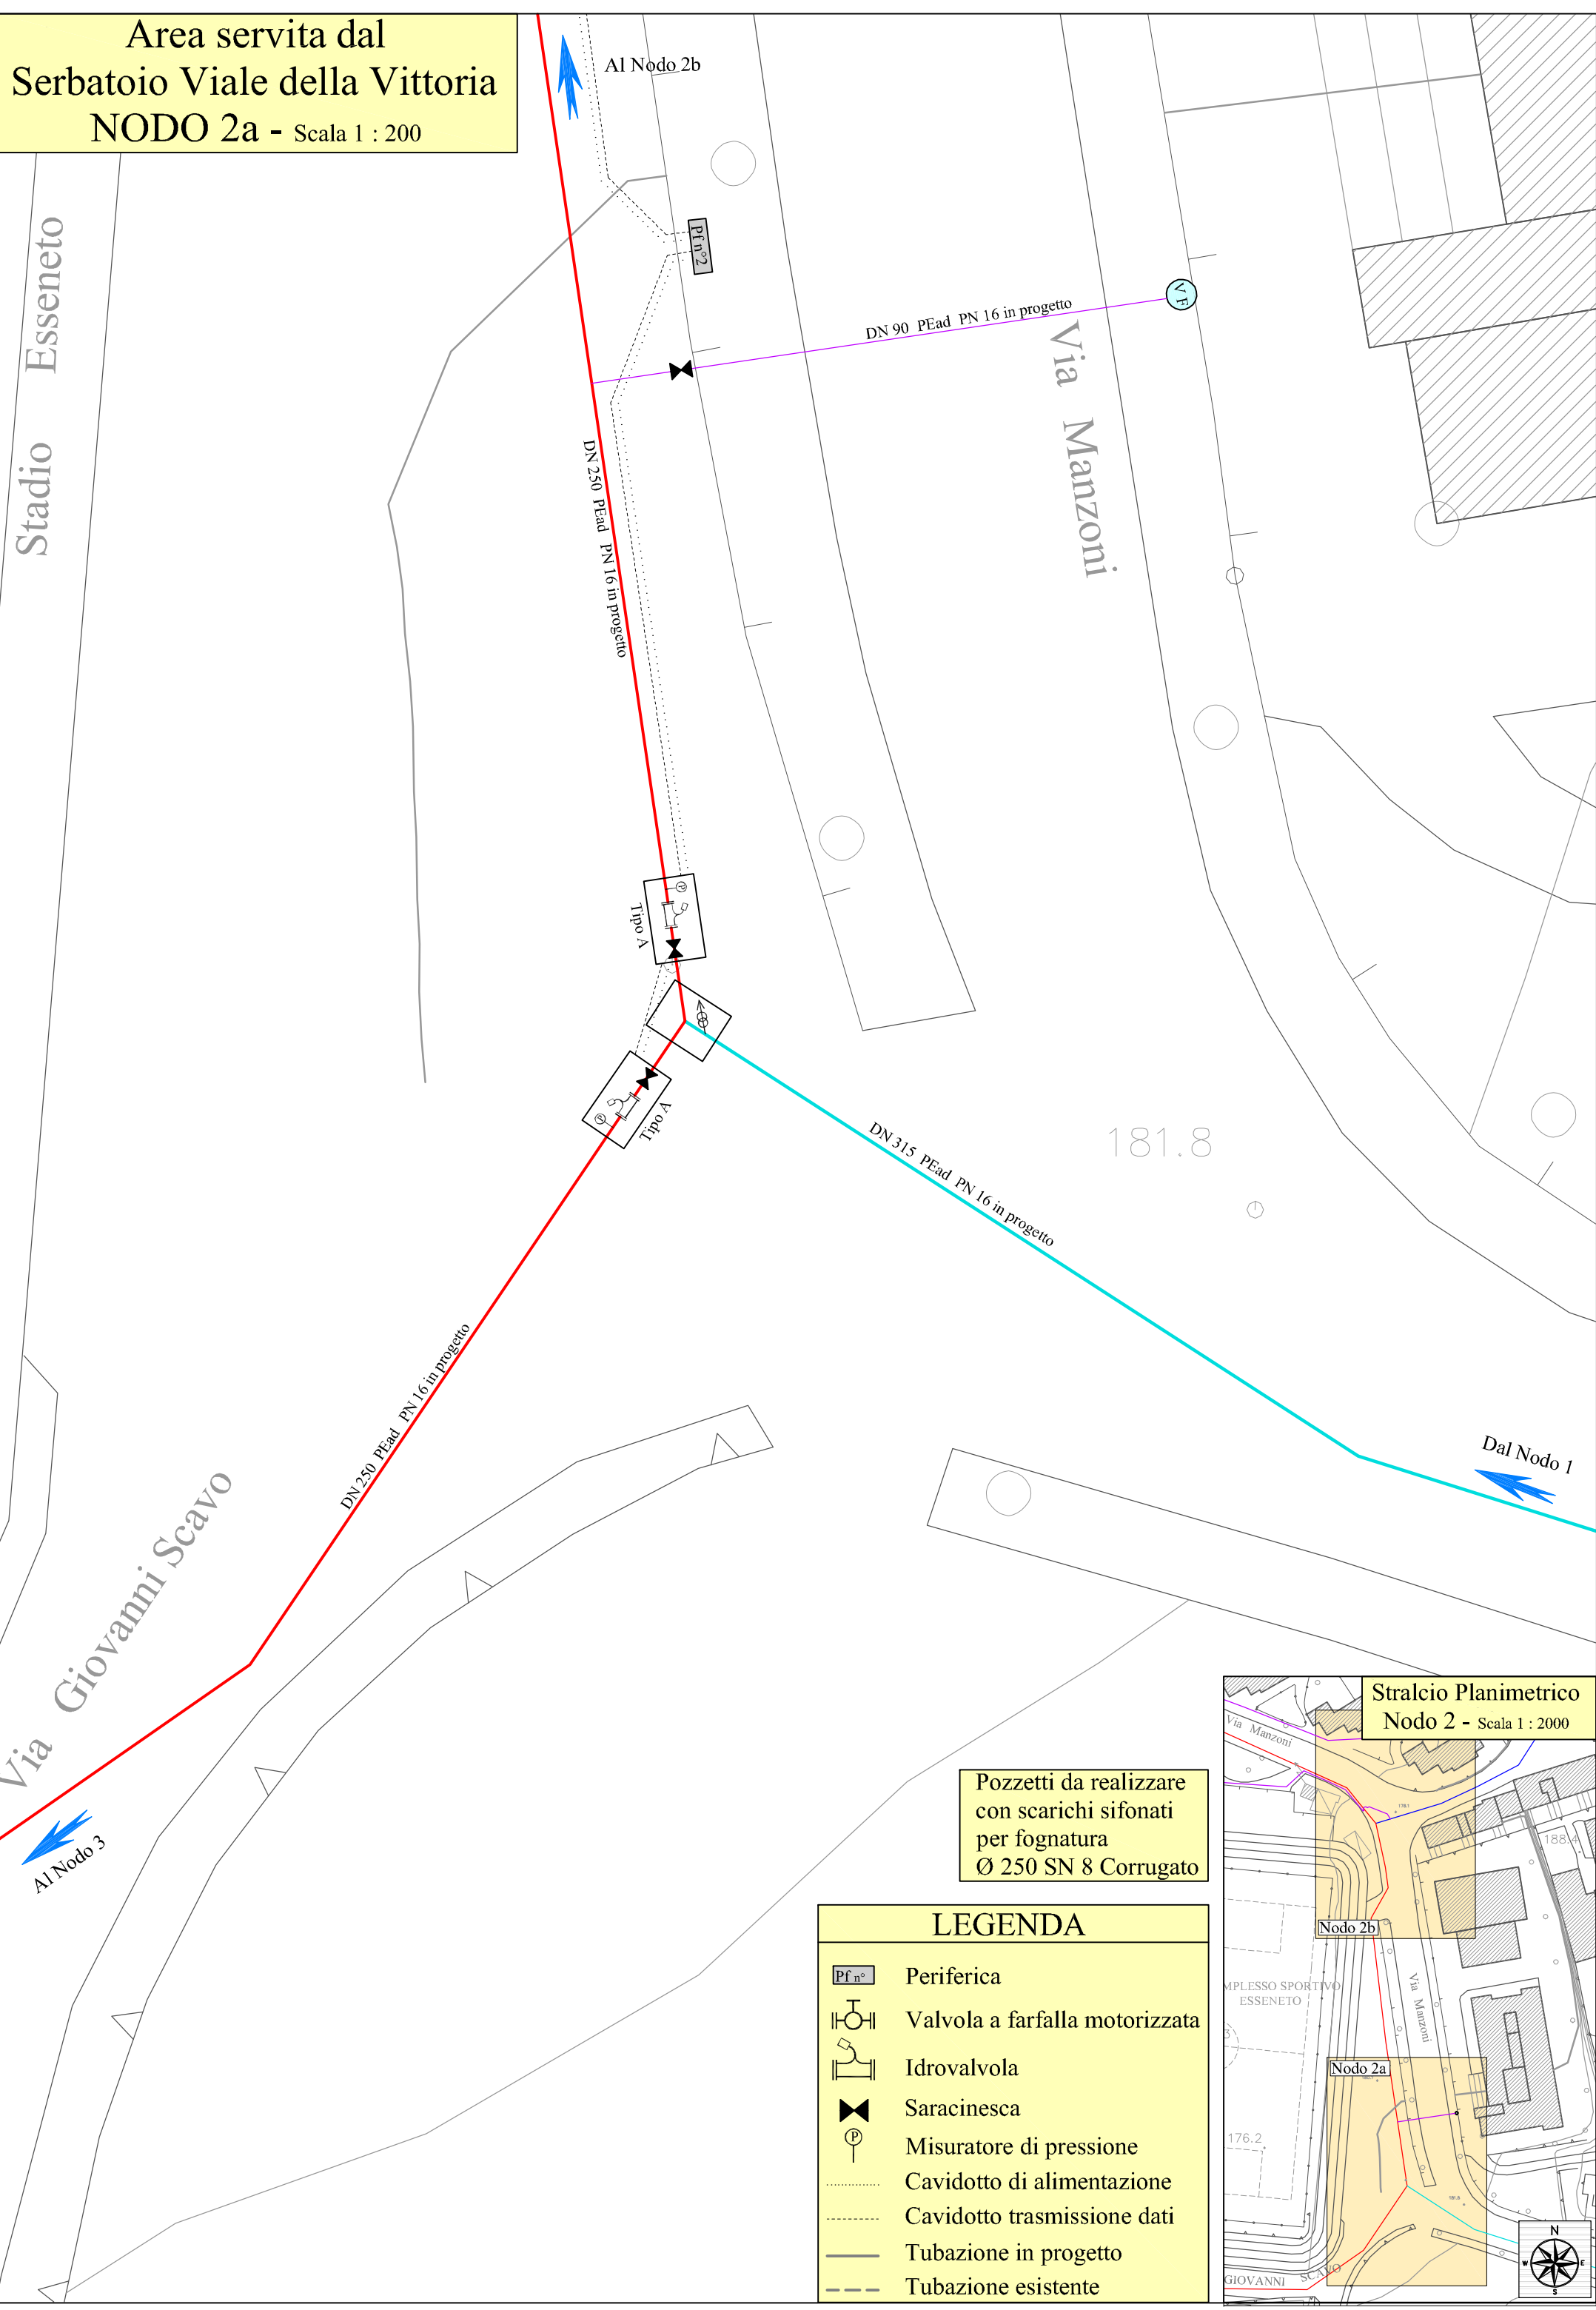 Area servita dal
Serbatoio Viale della Vittoria
NODO 2a - Scala 1 : 200
Al Nodo 2b
Stadio Esseneto
Pf n°2
DN 90 PEad PN 16 in progetto
V F
Via Manzoni
DN 250 PEad PN 16 in progetto
P
Tipo A
P
Tipo A
DN 315 PEad PN 16 in progetto
181.8
DN 250 PEad PN 16 in progetto
Dal Nodo 1
Via Giovanni Scavo
Al Nodo 3
Pozzetti da realizzare
con scarichi sifonati
per fognatura
Ø 250 SN 8 Corrugato
LEGENDA
Pf n° Periferica
Valvola a farfalla motorizzata
Idrovalvola
Saracinesca
P Misuratore di pressione
Cavidotto di alimentazione
Cavidotto trasmissione dati
Tubazione in progetto
Tubazione esistente
Stralcio Planimetrico
Nodo 2 - Scala 1 : 2000
Via Manzoni
188.4
Nodo 2b
MPLESSO SPORTIVO
ESSENETO
Via Manzoni
Nodo 2a
176.2
GIOVANNI SCAVO
N
W E
S